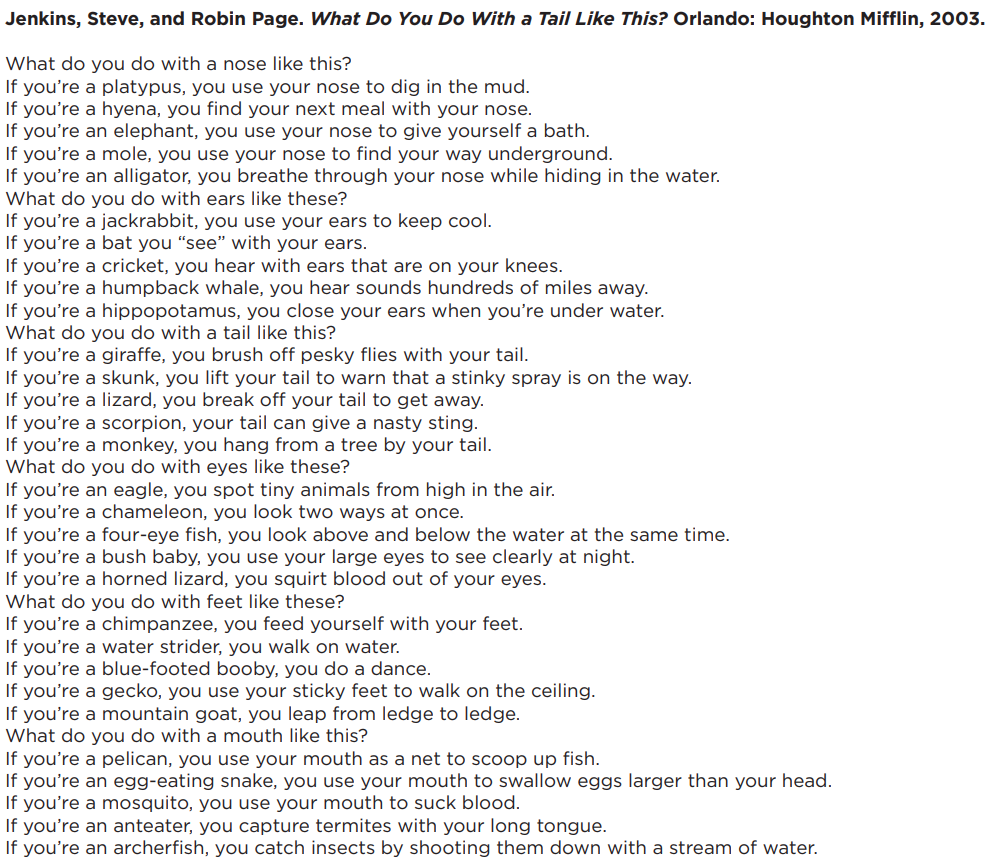 Jenkins, Steve, and Robin Page. What Do You Do With a Tail Like This? Orlando: Houghton Mifflin, 2003.
What do you do with a nose like this?
If you’re a platypus, you use your nose to dig in the mud.
If you’re a hyena, you find your next meal with your nose.
If you’re an elephant, you use your nose to give yourself a bath.
If you’re a mole, you use your nose to find your way underground.
If you’re an alligator, you breathe through your nose while hiding in the water.
What do you do with ears like these?
If you’re a jackrabbit, you use your ears to keep cool.
If you’re a bat you “see” with your ears.
If you’re a cricket, you hear with ears that are on your knees.
If you’re a humpback whale, you hear sounds hundreds of miles away.
If you’re a hippopotamus, you close your ears when you’re under water.
What do you do with a tail like this?
If you’re a giraffe, you brush off pesky flies with your tail.
If you’re a skunk, you lift your tail to warn that a stinky spray is on the way.
If you’re a lizard, you break off your tail to get away.
If you’re a scorpion, your tail can give a nasty sting.
If you’re a monkey, you hang from a tree by your tail.
What do you do with eyes like these?
If you’re an eagle, you spot tiny animals from high in the air.
If you’re a chameleon, you look two ways at once.
If you’re a four-eye fish, you look above and below the water at the same time.
If you’re a bush baby, you use your large eyes to see clearly at night.
If you’re a horned lizard, you squirt blood out of your eyes.
What do you do with feet like these?
If you’re a chimpanzee, you feed yourself with your feet.
If you’re a water strider, you walk on water.
If you’re a blue-footed booby, you do a dance.
If you’re a gecko, you use your sticky feet to walk on the ceiling.
If you’re a mountain goat, you leap from ledge to ledge.
What do you do with a mouth like this?
If you’re a pelican, you use your mouth as a net to scoop up fish.
If you’re an egg-eating snake, you use your mouth to swallow eggs larger than your head.
If you’re a mosquito, you use your mouth to suck blood.
If you’re an anteater, you capture termites with your long tongue.
If you’re an archerfish, you catch insects by shooting them down with a stream of water.